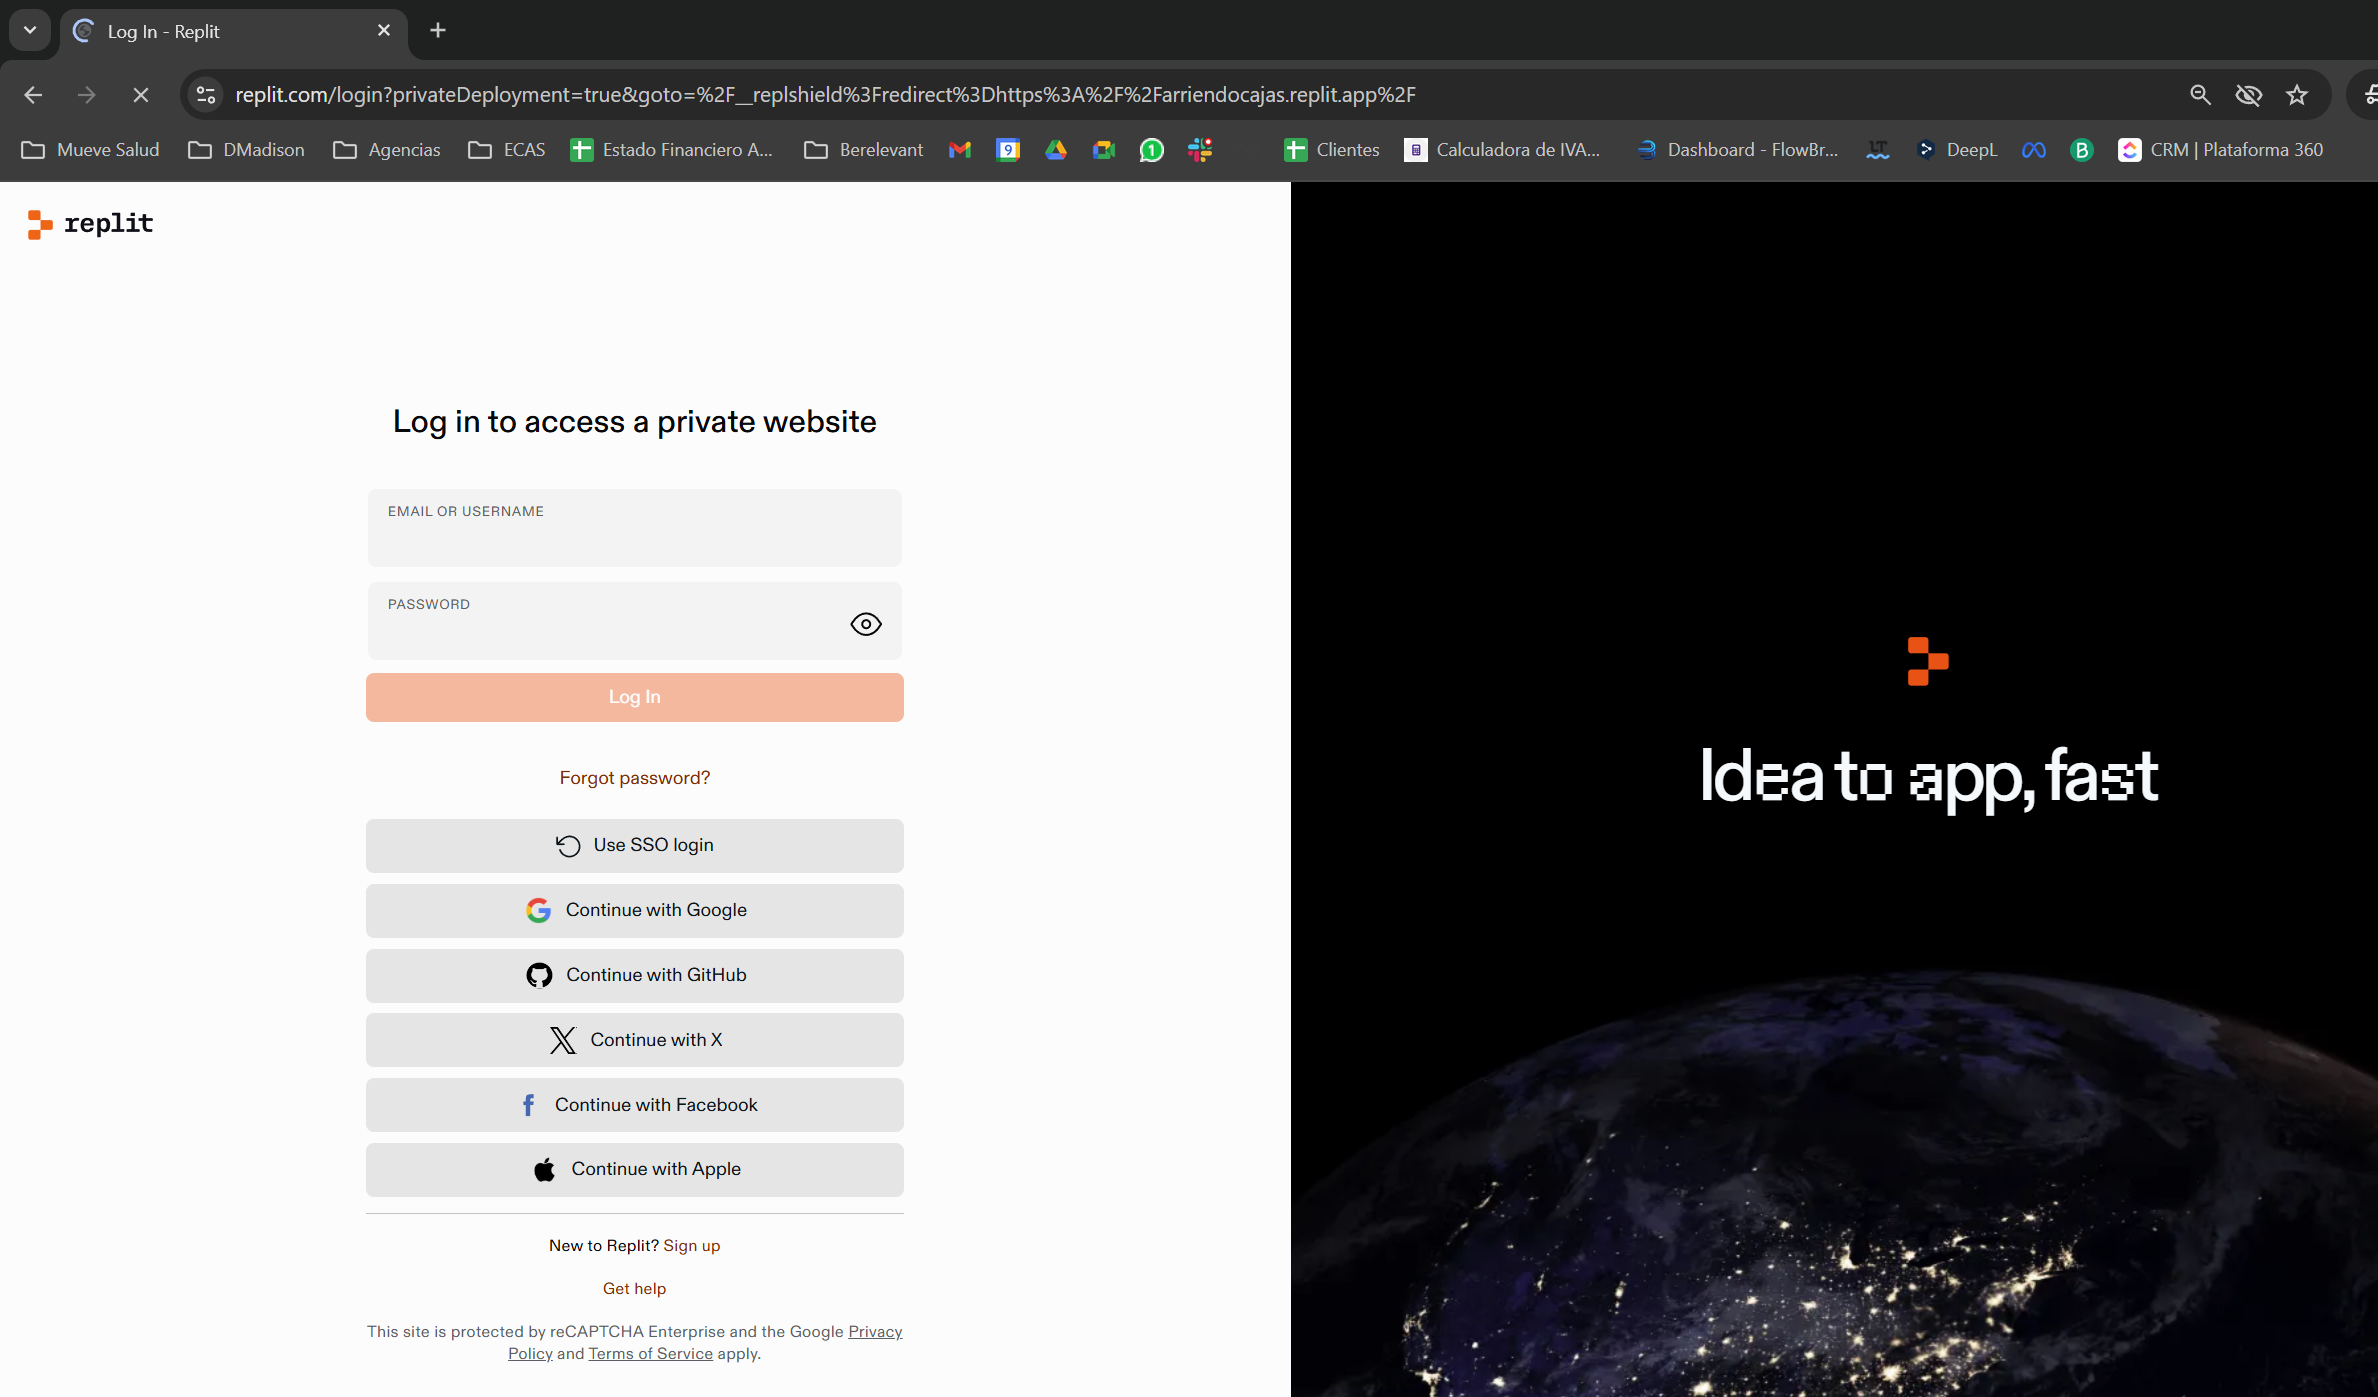 Log In - Replit
replit.com/login?privateDeployment=true&goto=%2F__replshield%3Fredirect%3Dhttps%3A%2F%2Farriendocajas.replit.app%2F
Mueve Salud DMadison Agencias ECAS Estado Financiero A... Berelevant 9 1 Clientes Calculadora de IVA... Dashboard - FlowBr... LT DeepL B CRM | Plataforma 360
replit
Log in to access a private website
EMAIL OR USERNAME
PASSWORD
Log In
Forgot password?
Use SSO login
Continue with Google
Continue with GitHub
Continue with X
Continue with Facebook
Continue with Apple
New to Replit? Sign up
Get help
This site is protected by reCAPTCHA Enterprise and the Google Privacy
Policy and Terms of Service apply.
Idea to app, fast